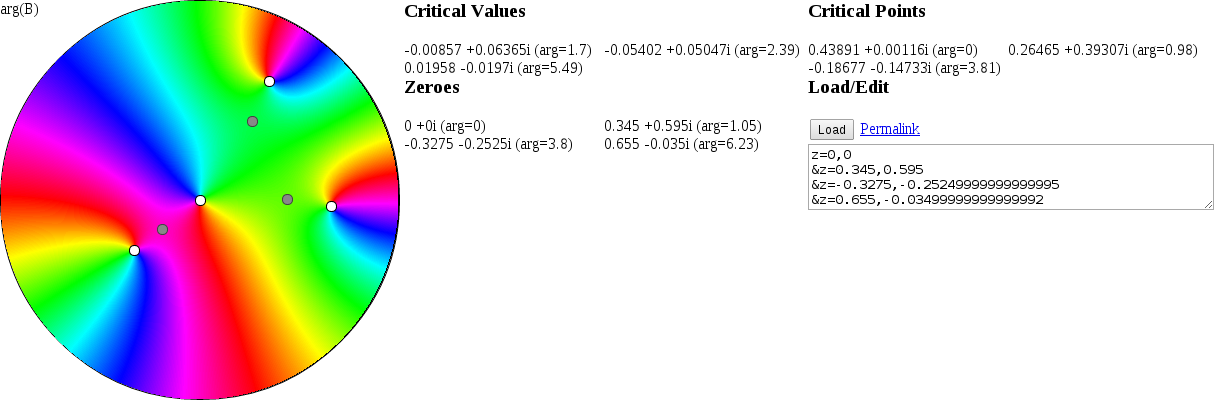 arg(B)
Critical Values
-0.00857 +0.06365i (arg=1.7) -0.05402 +0.05047i (arg=2.39)
0.01958 -0.0197i (arg=5.49)
Zeroes
0 +0i (arg=0) 0.345 +0.595i (arg=1.05)
-0.3275 -0.2525i (arg=3.8) 0.655 -0.035i (arg=6.23)
Critical Points
0.43891 +0.00116i (arg=0) 0.26465 +0.39307i (arg=0.98)
-0.18677 -0.14733i (arg=3.81)
Load/Edit
Load Permalink
z=0,0
&z=0.345,0.595
&z=-0.3275,-0.25249999999999995
&z=0.655,-0.03499999999999992